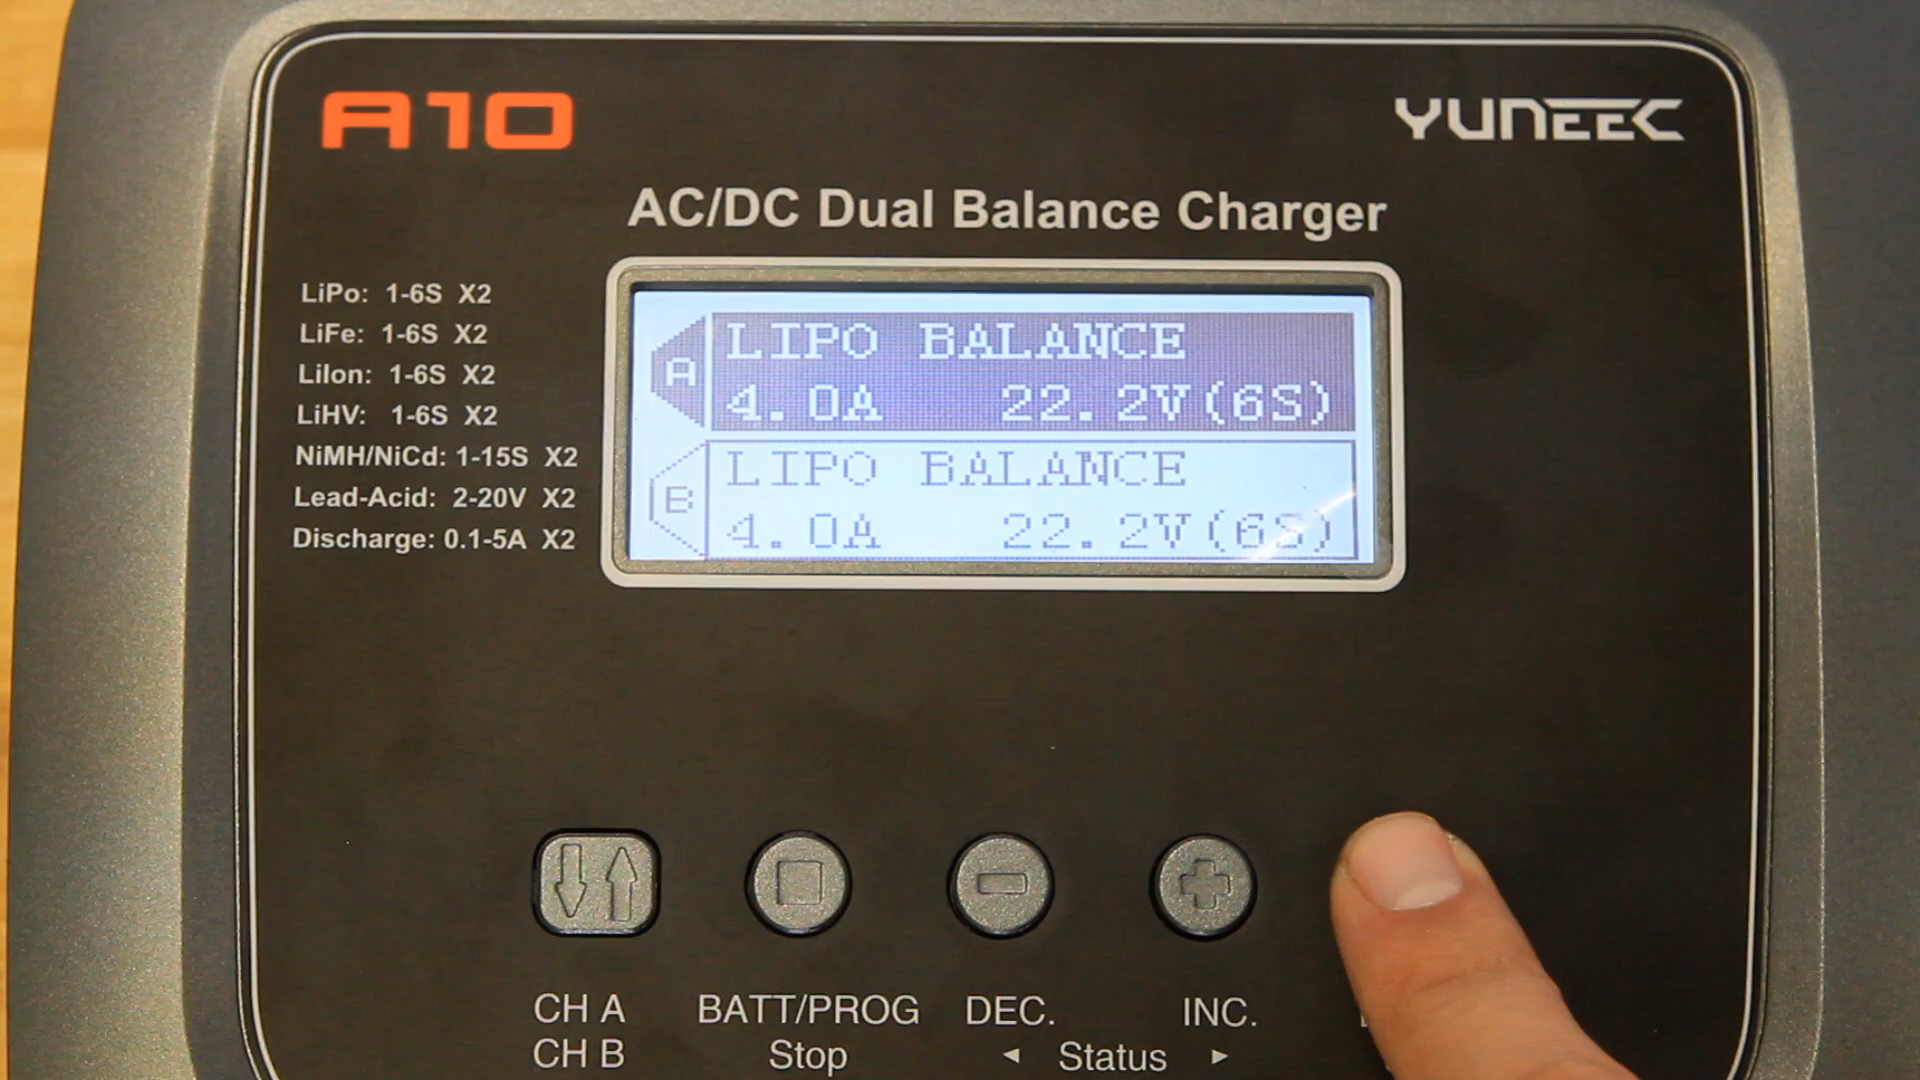 A10
YUNEEC
AC/DC Dual Balance Charger
LiPo: 1-6S X2
LiFe: 1-6S X2
LiIon: 1-6S X2
LiHV: 1-6S X2
NiMH/NiCd: 1-15S X2
Lead-Acid: 2-20V X2
Discharge: 0.1-5A X2
A
LIPO BALANCE
4.0A 22.2V(6S)
B
LIPO BALANCE
4.0A 22.2V(6S)
CH A
CH B
BATT/PROG
Stop
DEC.
INC.
◄ Status ►